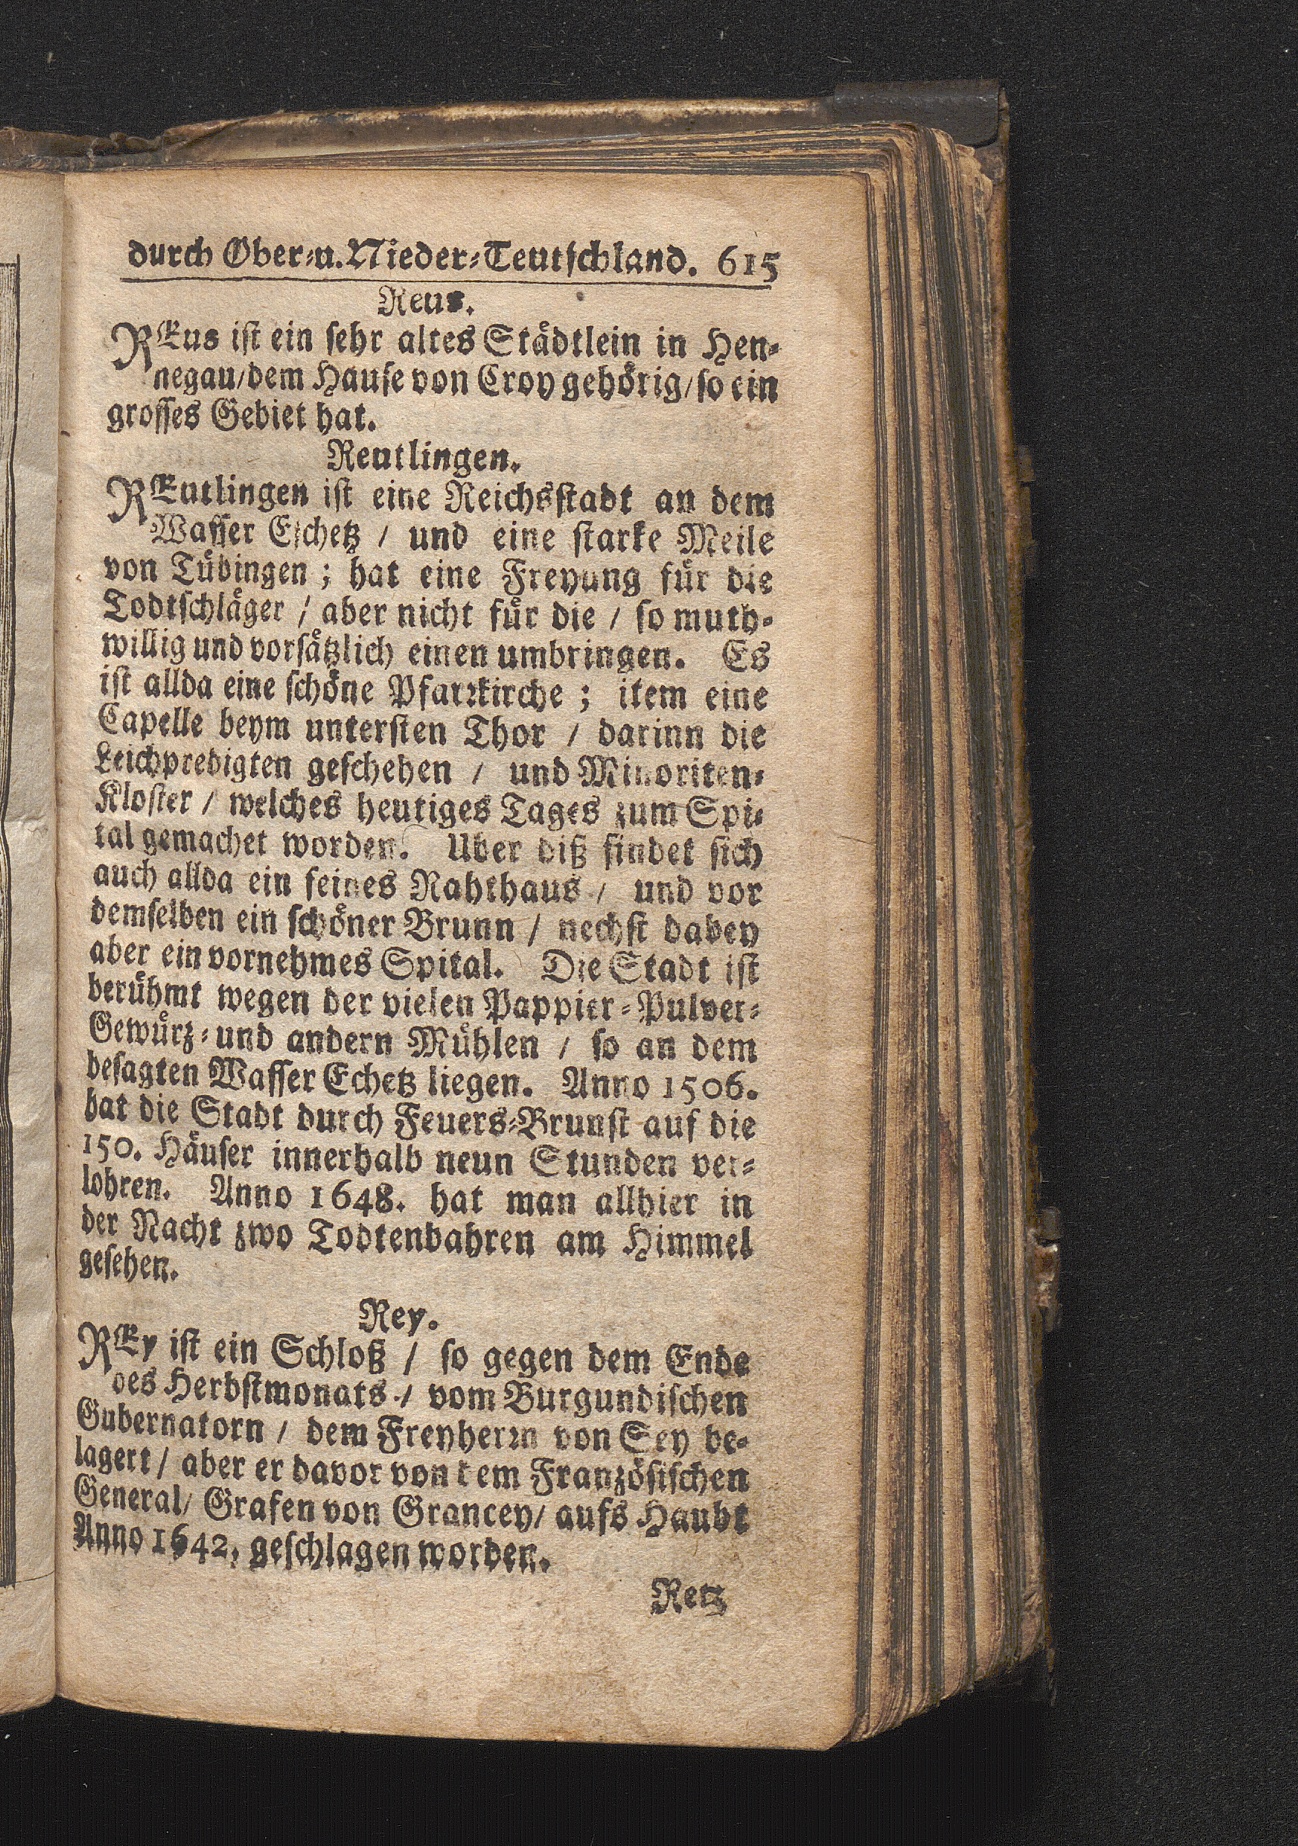 durch Ober-u. Nieder-Teutschland. 615
Reus.
REus ist ein sehr altes Städtlein in Hen-
negau/dem Hause von Croy gehörig/so ein
grosses Gebiet hat.
Reutlingen.
REutlingen ist eine Reichsstadt an dem
Wasser Eschetz / und eine starke Meile
von Tübingen ; hat eine Freyung für die
Todtschläger / aber nicht für die / so muth-
willig und vorsätzlich einen umbringen. Es
ist allda eine schöne Pfarrkirche ; item eine
Capelle beym untersten Thor / darinn die
Leichpredigten geschehen / und Minoriten-
Kloster / welches heutiges Tages zum Spi-
tal gemachet worden. Uber diß findet sich
auch allda ein feines Rahthaus / und vor
demselben ein schöner Brunn / nechst dabey
aber ein vornehmes Spital. Die Stadt ist
berühmt wegen der vielen Pappier-Pulver-
Gewürz- und andern Mühlen / so an dem
besagten Wasser Echetz liegen. Anno 1506.
hat die Stadt durch Feuers-Brunst auf die
150. Häuser innerhalb neun Stunden ver-
lohren. Anno 1648. hat man allhier in
der Nacht zwo Todtenbahren am Himmel
gesehen.
Rey.
REy ist ein Schloß / so gegen dem Ende
des Herbstmonats / vom Burgundischen
Gubernatorn / dem Freyherrn von Sey be-
lagert / aber er davor von dem Französischen
General/ Grafen von Grancey/ aufs Haubt
Anno 1642, geschlagen worden.
Retz